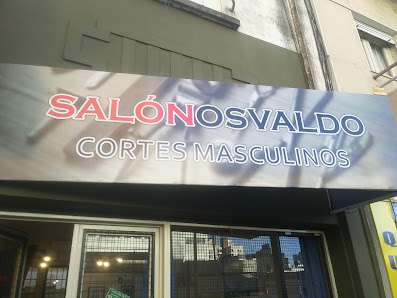 SALÓNOSVALDO
CORTES MASCULINOS
Q
U